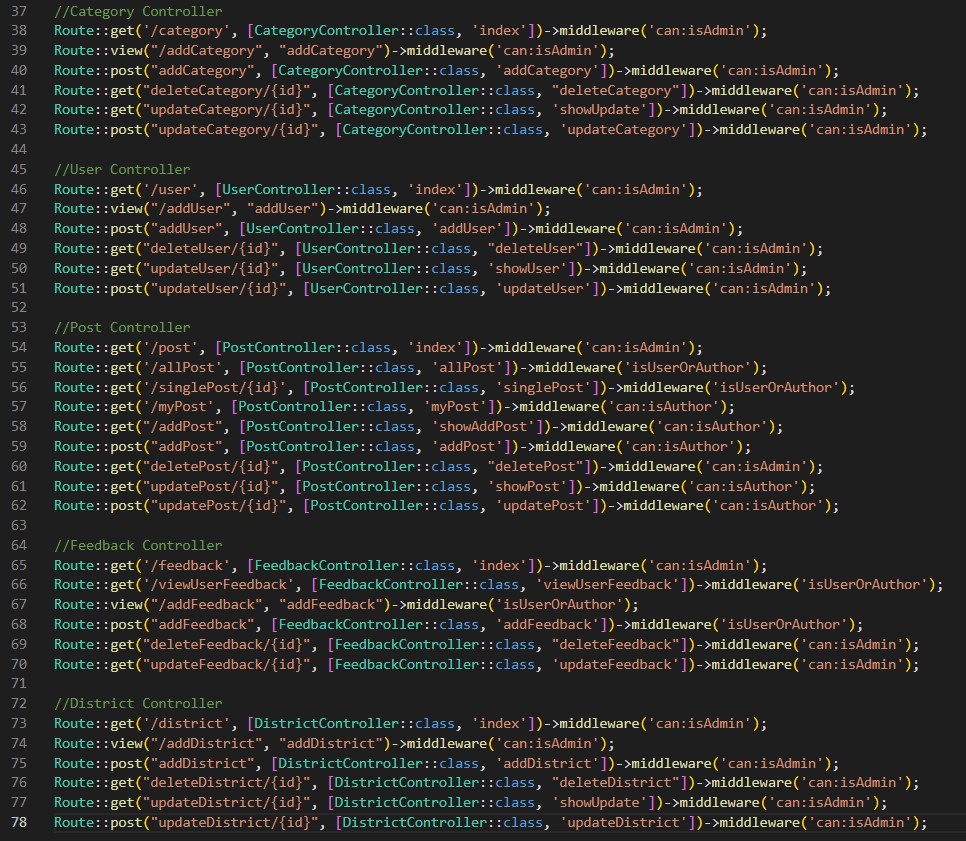 37 //Category Controller
38 Route::get('/category', [CategoryController::class, 'index'])->middleware('can:isAdmin');
39 Route::view("/addCategory", "addCategory")->middleware('can:isAdmin');
40 Route::post("addCategory", [CategoryController::class, 'addCategory'])->middleware('can:isAdmin');
41 Route::get("deleteCategory/{id}", [CategoryController::class, "deleteCategory"])->middleware('can:isAdmin');
42 Route::get("updateCategory/{id}", [CategoryController::class, 'showUpdate'])->middleware('can:isAdmin');
43 Route::post("updateCategory/{id}", [CategoryController::class, 'updateCategory'])->middleware('can:isAdmin');
44
45 //User Controller
46 Route::get('/user', [UserController::class, 'index'])->middleware('can:isAdmin');
47 Route::view("/addUser", "addUser")->middleware('can:isAdmin');
48 Route::post("addUser", [UserController::class, 'addUser'])->middleware('can:isAdmin');
49 Route::get("deleteUser/{id}", [UserController::class, "deleteUser"])->middleware('can:isAdmin');
50 Route::get("updateUser/{id}", [UserController::class, 'showUser'])->middleware('can:isAdmin');
51 Route::post("updateUser/{id}", [UserController::class, 'updateUser'])->middleware('can:isAdmin');
52
53 //Post Controller
54 Route::get('/post', [PostController::class, 'index'])->middleware('can:isAdmin');
55 Route::get('/allPost', [PostController::class, 'allPost'])->middleware('isUserOrAuthor');
56 Route::get('/singlePost/{id}', [PostController::class, 'singlePost'])->middleware('isUserOrAuthor');
57 Route::get('/myPost', [PostController::class, 'myPost'])->middleware('can:isAuthor');
58 Route::get("/addPost", [PostController::class, 'showAddPost'])->middleware('can:isAuthor');
59 Route::post("addPost", [PostController::class, 'addPost'])->middleware('can:isAuthor');
60 Route::get("deletePost/{id}", [PostController::class, "deletePost"])->middleware('can:isAdmin');
61 Route::get("updatePost/{id}", [PostController::class, 'showPost'])->middleware('can:isAuthor');
62 Route::post("updatePost/{id}", [PostController::class, 'updatePost'])->middleware('can:isAuthor');
63
64 //Feedback Controller
65 Route::get('/feedback', [FeedbackController::class, 'index'])->middleware('can:isAdmin');
66 Route::get('/viewUserFeedback', [FeedbackController::class, 'viewUserFeedback'])->middleware('isUserOrAuthor');
67 Route::view("/addFeedback", "addFeedback")->middleware('isUserOrAuthor');
68 Route::post("addFeedback", [FeedbackController::class, 'addFeedback'])->middleware('isUserOrAuthor');
69 Route::get("deleteFeedback/{id}", [FeedbackController::class, "deleteFeedback"])->middleware('can:isAdmin');
70 Route::get("updateFeedback/{id}", [FeedbackController::class, 'updateFeedback'])->middleware('can:isAdmin');
71
72 //District Controller
73 Route::get('/district', [DistrictController::class, 'index'])->middleware('can:isAdmin');
74 Route::view("/addDistrict", "addDistrict")->middleware('can:isAdmin');
75 Route::post("addDistrict", [DistrictController::class, 'addDistrict'])->middleware('can:isAdmin');
76 Route::get("deleteDistrict/{id}", [DistrictController::class, "deleteDistrict"])->middleware('can:isAdmin');
77 Route::get("updateDistrict/{id}", [DistrictController::class, 'showUpdate'])->middleware('can:isAdmin');
78 Route::post("updateDistrict/{id}", [DistrictController::class, 'updateDistrict'])->middleware('can:isAdmin');